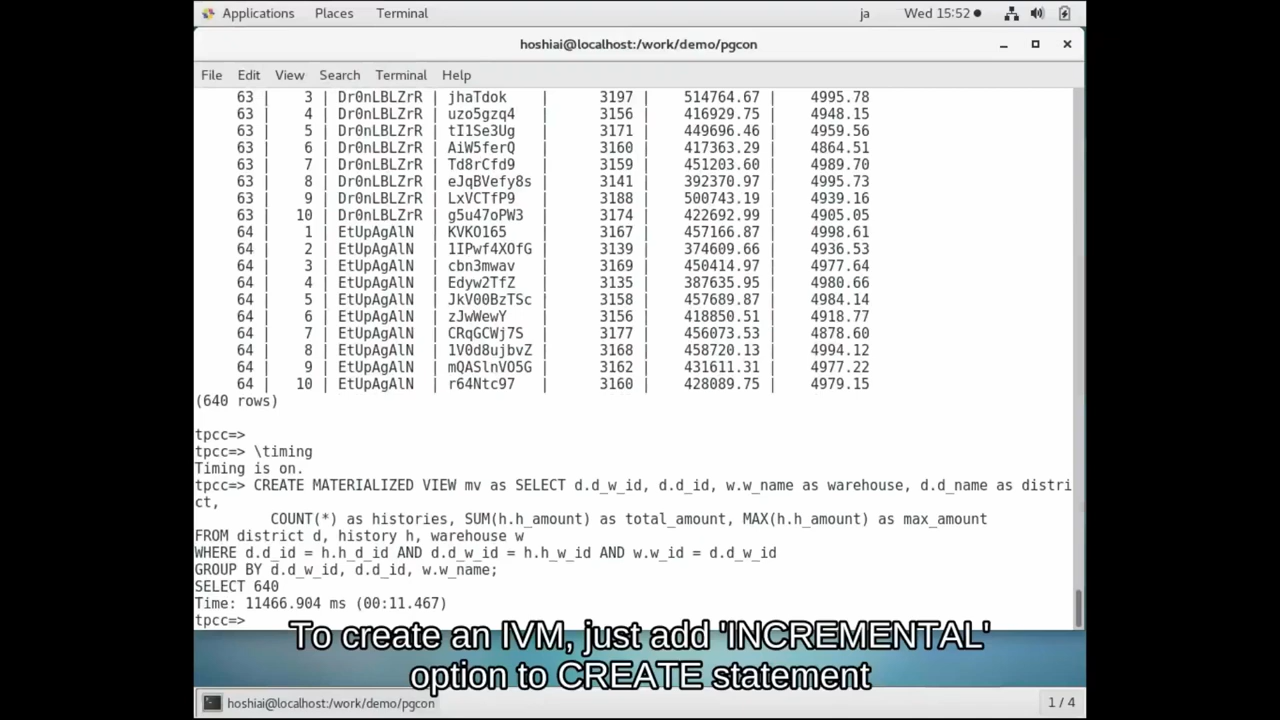 Applications Places Terminal ja Wed 15:52
hoshiai@localhost:/work/demo/pgcon
File Edit View Search Terminal Help
63 | 3 | Dr0nLBLZrR | jhaTdok | 3197 | 514764.67 | 4995.78
63 | 4 | Dr0nLBLZrR | uzo5gzq4 | 3156 | 416929.75 | 4948.15
63 | 5 | Dr0nLBLZrR | tI1Se3Ug | 3171 | 449696.46 | 4959.56
63 | 6 | Dr0nLBLZrR | AiW5ferQ | 3160 | 417363.29 | 4864.51
63 | 7 | Dr0nLBLZrR | Td8rCfd9 | 3159 | 451203.60 | 4989.70
63 | 8 | Dr0nLBLZrR | eJqBVefy8s | 3141 | 392370.97 | 4995.73
63 | 9 | Dr0nLBLZrR | LxVCTfP9 | 3188 | 500743.19 | 4939.16
63 | 10 | Dr0nLBLZrR | g5u47oPW3 | 3174 | 422692.99 | 4905.05
64 | 1 | EtUpAgAlN | KVKO165 | 3167 | 457166.87 | 4998.61
64 | 2 | EtUpAgAlN | 1IPwf4XOfG | 3139 | 374609.66 | 4936.53
64 | 3 | EtUpAgAlN | cbn3mwav | 3169 | 450414.97 | 4977.64
64 | 4 | EtUpAgAlN | Edyw2TfZ | 3135 | 387635.95 | 4980.66
64 | 5 | EtUpAgAlN | JkV00BzTSc | 3158 | 457689.87 | 4984.14
64 | 6 | EtUpAgAlN | zJwWewY | 3156 | 418850.51 | 4918.77
64 | 7 | EtUpAgAlN | CRqGCWj7S | 3177 | 456073.53 | 4878.60
64 | 8 | EtUpAgAlN | 1V0d8ujbvZ | 3168 | 458720.13 | 4994.12
64 | 9 | EtUpAgAlN | mQASlnVO5G | 3162 | 431611.31 | 4977.22
64 | 10 | EtUpAgAlN | r64Ntc97 | 3160 | 428089.75 | 4979.15
(640 rows)
tpcc=>
tpcc=> \timing
Timing is on.
tpcc=> CREATE MATERIALIZED VIEW mv as SELECT d.d_w_id, d.d_id, w.w_name as warehouse, d.d_name as distri
ct,
COUNT(*) as histories, SUM(h.h_amount) as total_amount, MAX(h.h_amount) as max_amount
FROM district d, history h, warehouse w
WHERE d.d_id = h.h_d_id AND d.d_w_id = h.h_w_id AND w.w_id = d.d_w_id
GROUP BY d.d_w_id, d.d_id, w.w_name;
SELECT 640
Time: 11466.904 ms (00:11.467)
tpcc=>
To create an IVM, just add 'INCREMENTAL'
option to CREATE statement
hoshiai@localhost:/work/demo/pgcon 1 / 4